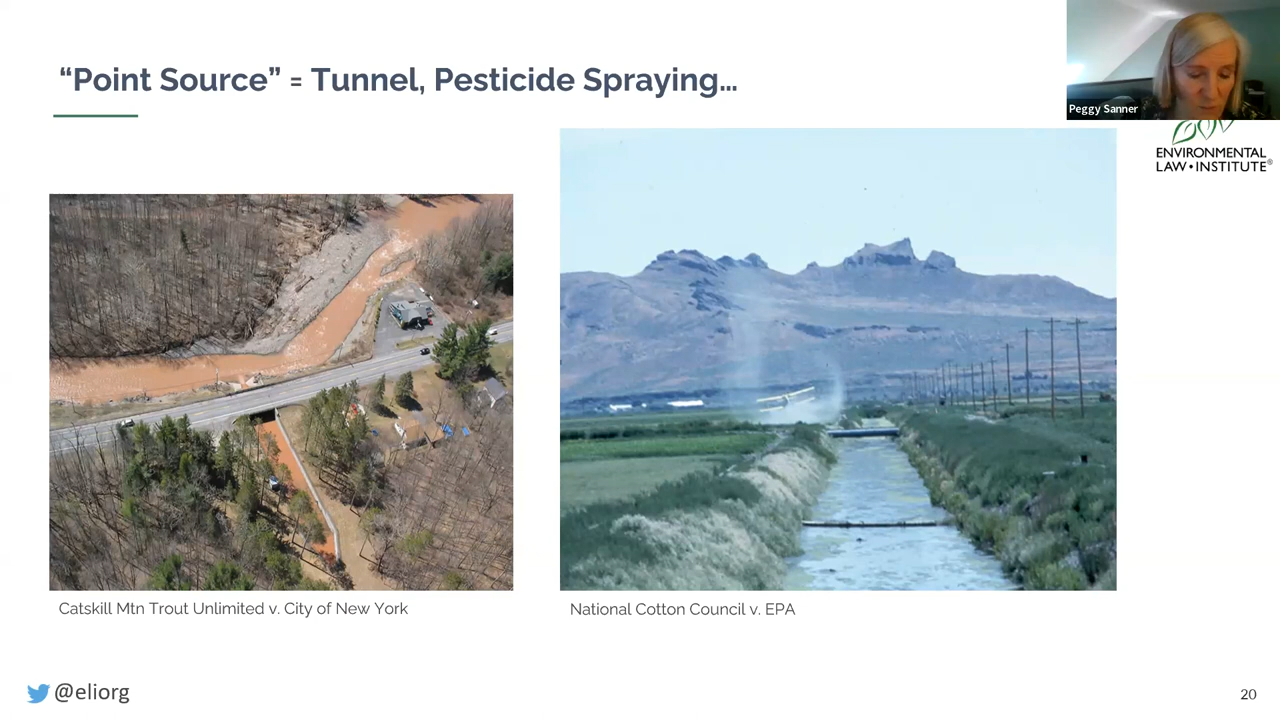 “Point Source” = Tunnel, Pesticide Spraying...
Peggy Sanner
ENVIRONMENTAL
LAW•INSTITUTE®
Catskill Mtn Trout Unlimited v. City of New York
National Cotton Council v. EPA
@eliorg
20